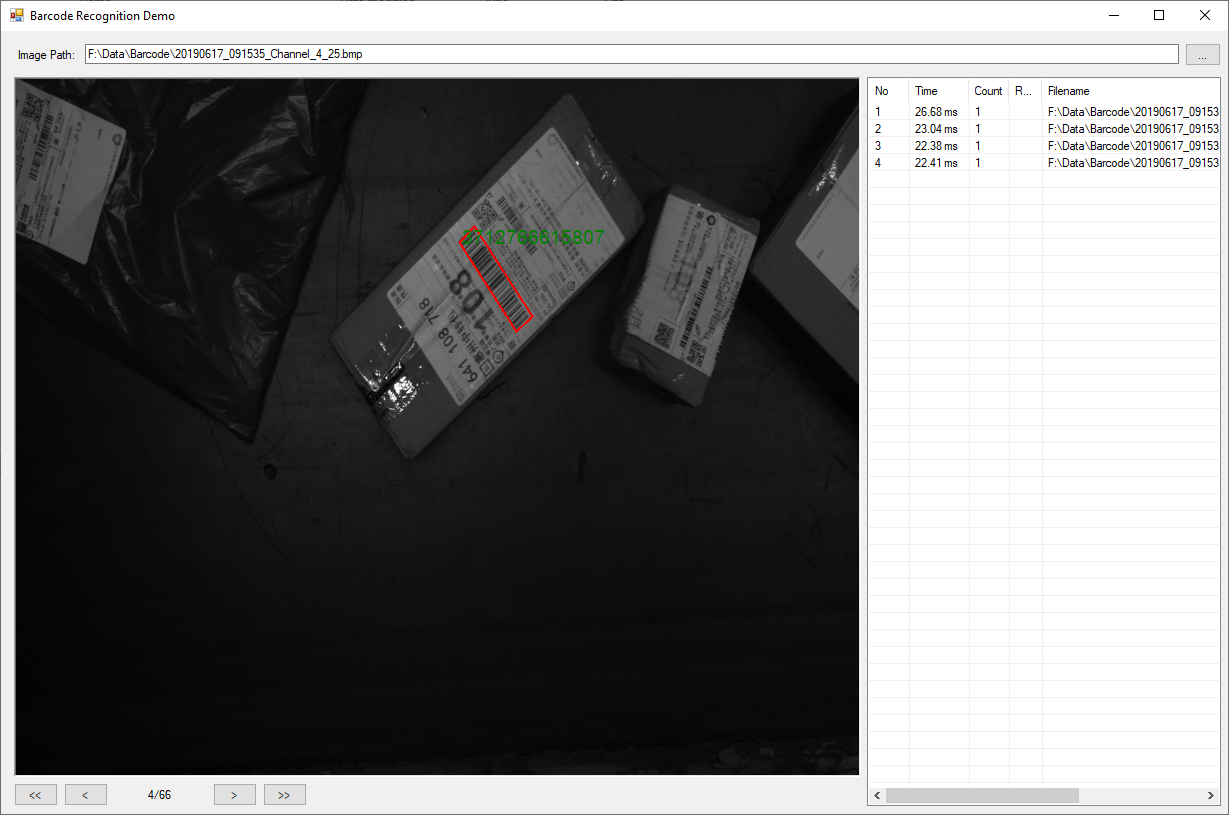 Barcode Recognition Demo
Image Path: F:\Data\Barcode\20190617_091535_Channel_4_25.bmp ...
No Time Count R... Filename
1 26.68 ms 1 F:\Data\Barcode\20190617_09153
2 23.04 ms 1 F:\Data\Barcode\20190617_09153
3 22.38 ms 1 F:\Data\Barcode\20190617_09153
4 22.41 ms 1 F:\Data\Barcode\20190617_09153
3712766615807
108
641 108 718
<< < 4/66 > >>